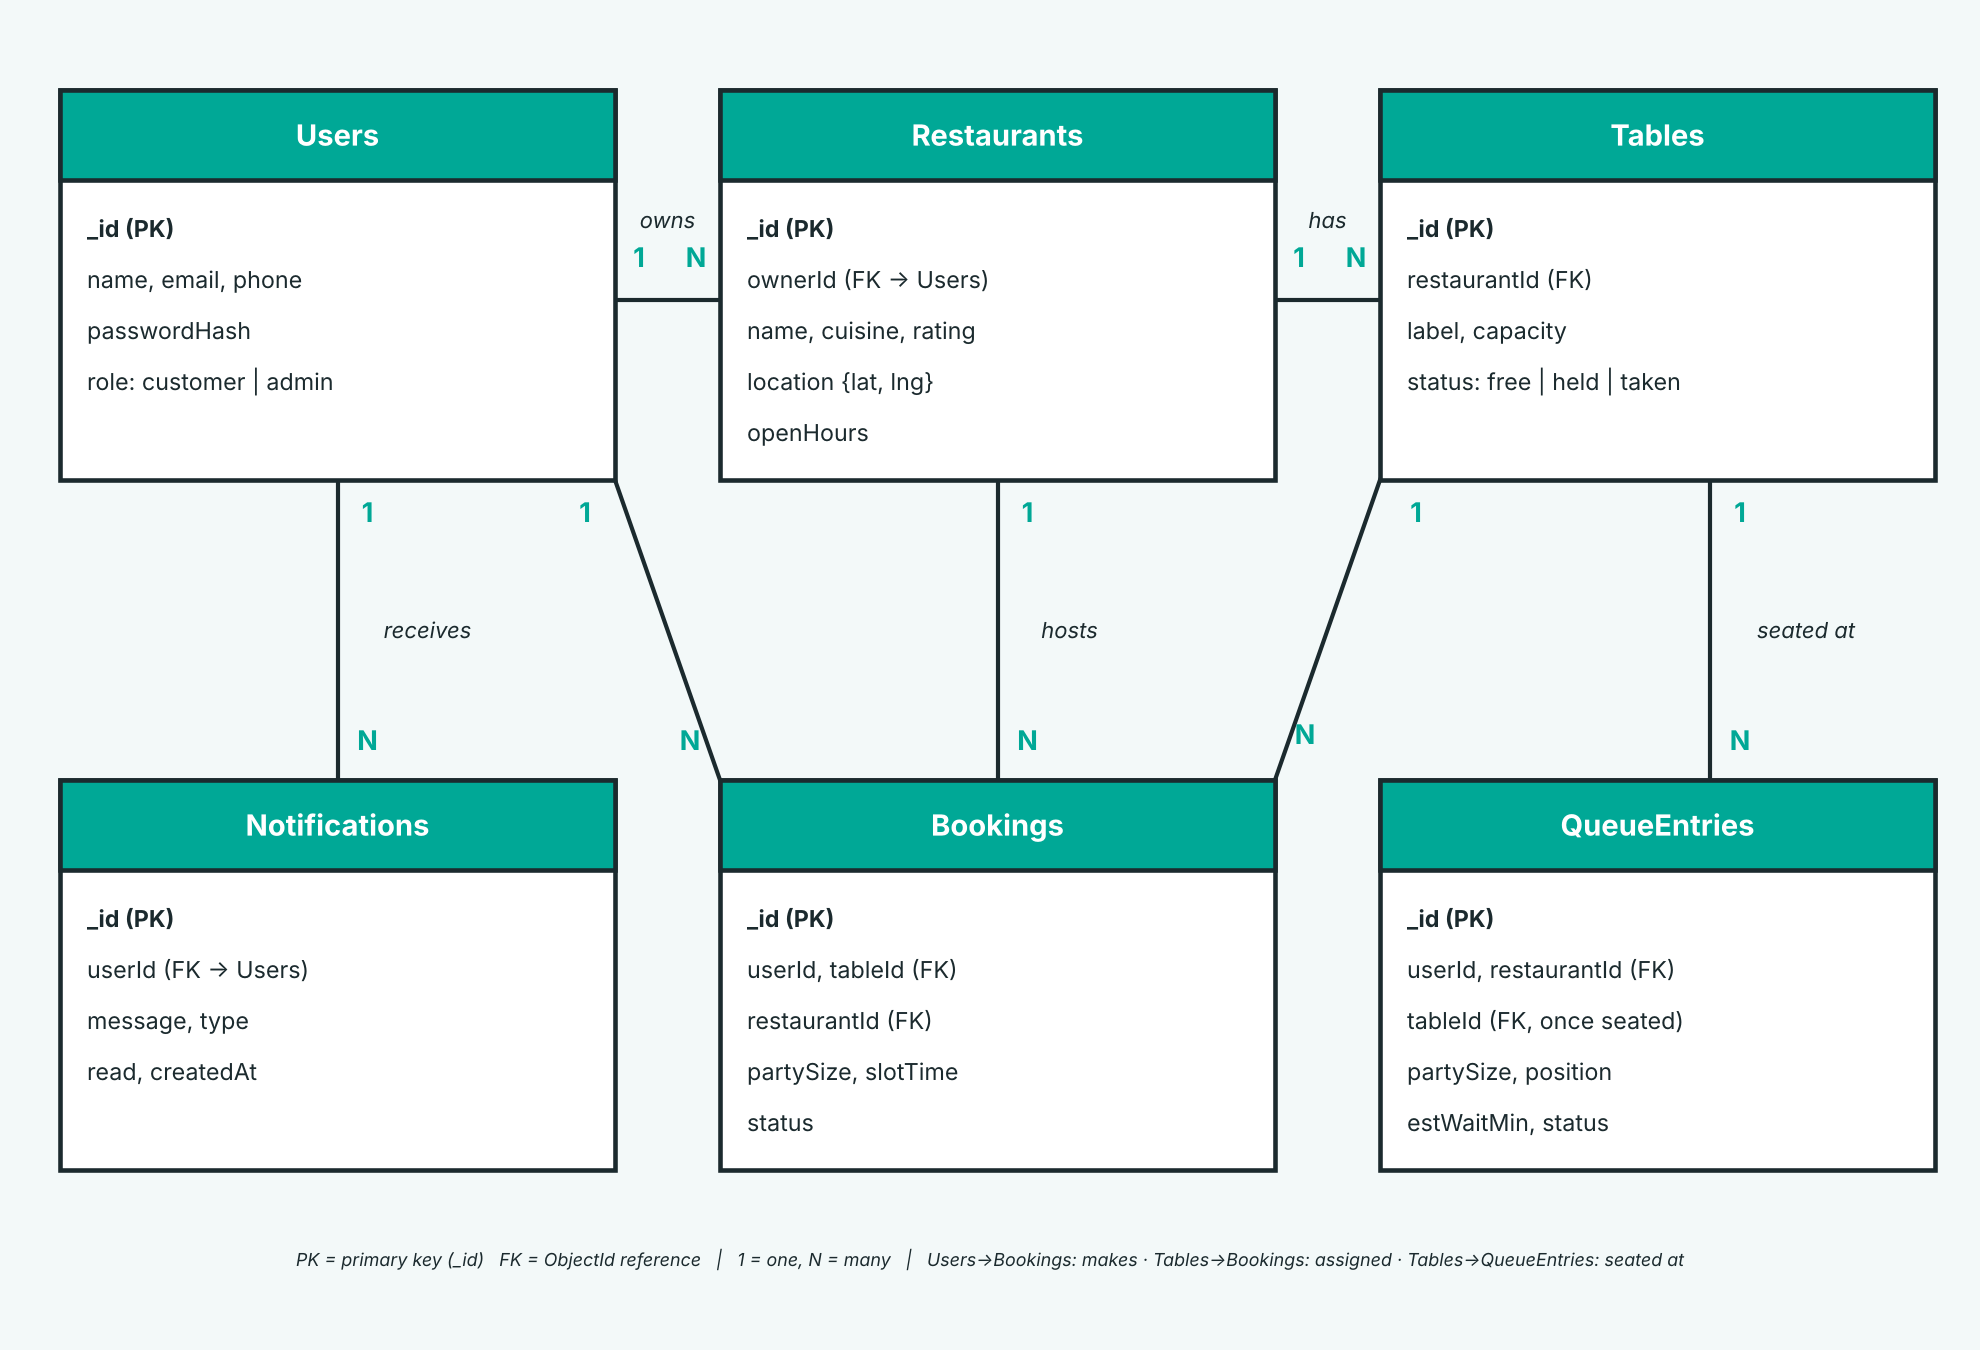 Users
_id (PK)
name, email, phone
passwordHash
role: customer | admin
owns
1 N
Restaurants
_id (PK)
ownerId (FK → Users)
name, cuisine, rating
location {lat, lng}
openHours
has
1 N
Tables
_id (PK)
restaurantId (FK)
label, capacity
status: free | held | taken
1
1
1
1
1
receives
hosts
seated at
N
N
N
N
N
Notifications
_id (PK)
userId (FK → Users)
message, type
read, createdAt
Bookings
_id (PK)
userId, tableId (FK)
restaurantId (FK)
partySize, slotTime
status
QueueEntries
_id (PK)
userId, restaurantId (FK)
tableId (FK, once seated)
partySize, position
estWaitMin, status
PK = primary key (_id) FK = ObjectId reference | 1 = one, N = many | Users→Bookings: makes · Tables→Bookings: assigned · Tables→QueueEntries: seated at